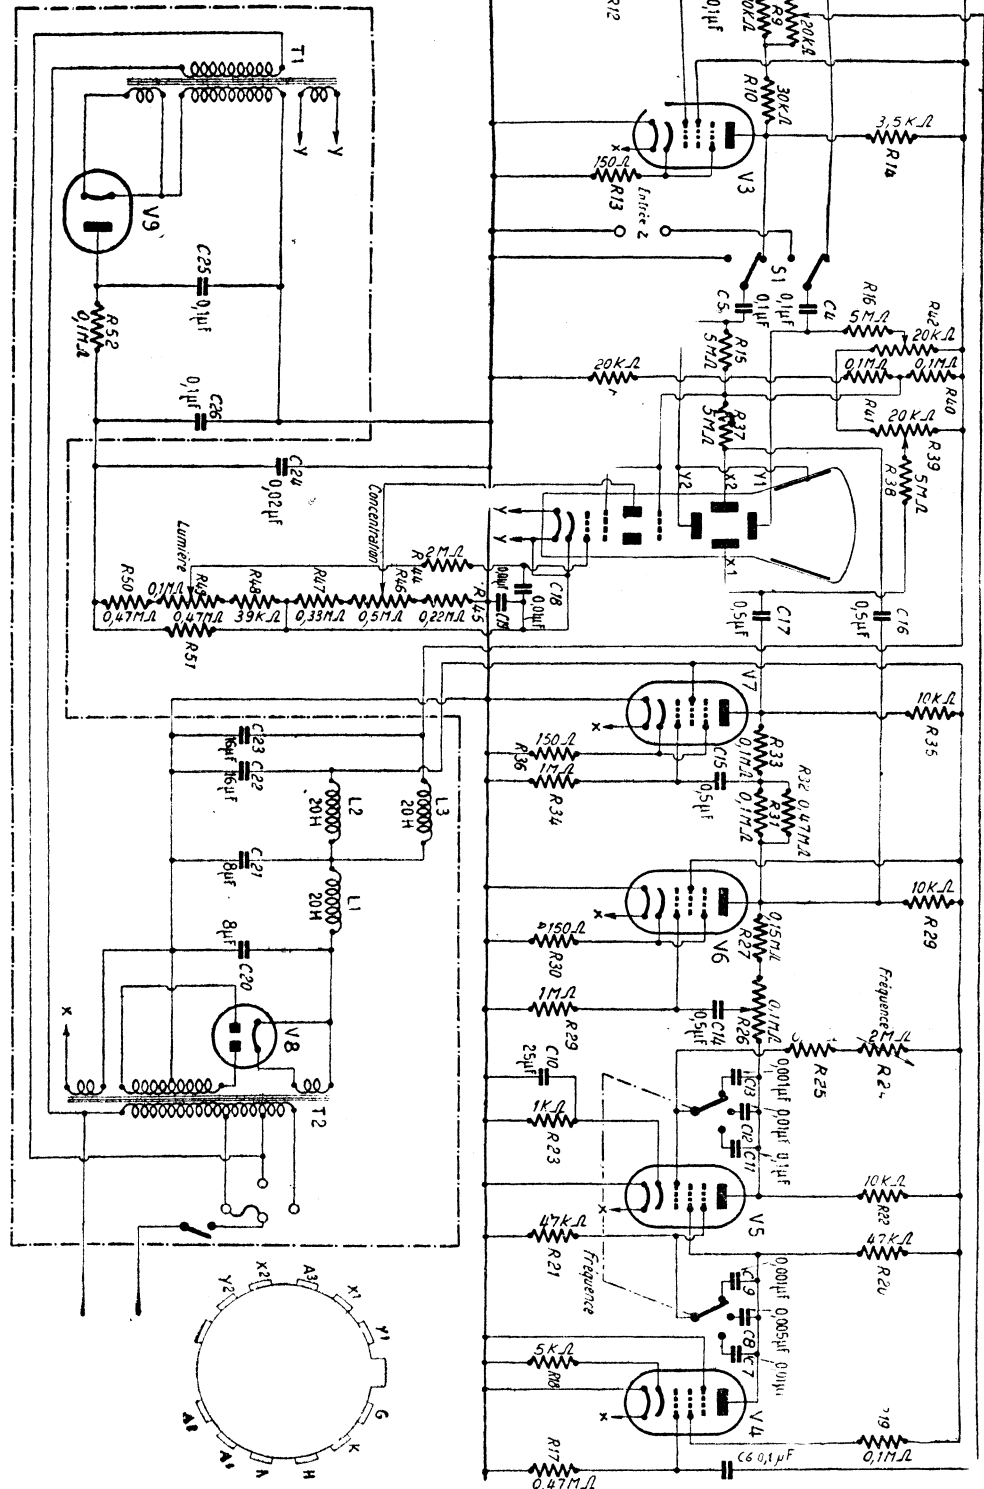 R12
0,1µF
R9
20KΩ
R10
30KΩ
3,5KΩ
R14
V3
150Ω
R13
Entrée 2
S1
C5
0,1µF
0,1µF
C4
R16
5MΩ
R42
20KΩ
0,1MΩ
0,1MΩ
R40
R41
20KΩ
R39
5MΩ
R38
R15
5MΩ
R37
5MΩ
20KΩ
r
Y2
X2
Y1
X1
T1
Y
Y
V9
C25
0,1µF
R52
0,1MΩ
C26
0,1µF
C24
0,02µF
Concentration
Lumière
Y
Y
R50
0,47MΩ
0,1MΩ
0,47MΩ
R51
R48
39KΩ
R47
0,33MΩ
R46
0,5MΩ
R44
2MΩ
R45
0,22MΩ
C18
0,01µF
C19
C17
0,5µF
C16
0,5µF
V7
X
10KΩ
R35
R33
0,1MΩ
R32
0,47MΩ
R31
0,1MΩ
C15
0,5µF
150Ω
R36
1MΩ
R34
C23
16µF
C22
16µF
L2
20H
L3
20H
C21
8µF
L1
20H
C20
8µF
V8
X
T2
V6
X
10KΩ
R29
0,15MΩ
R27
150Ω
R30
1MΩ
R29
C14
0,5µF
0,1MΩ
R26
Fréquence
2MΩ
R24
R25
C10
25µF
1KΩ
R23
C13
0,001µF
C12
0,01µF
C11
0,1µF
V5
X
10KΩ
R22
47KΩ
R20
47KΩ
R21
Fréquence
C9
0,001µF
C8
0,005µF
C7
V4
X
5KΩ
R18
R17
0,47MΩ
C6 0,1µF
0,1MΩ
Y2
X2
A3
X1
Y1
G
K
H